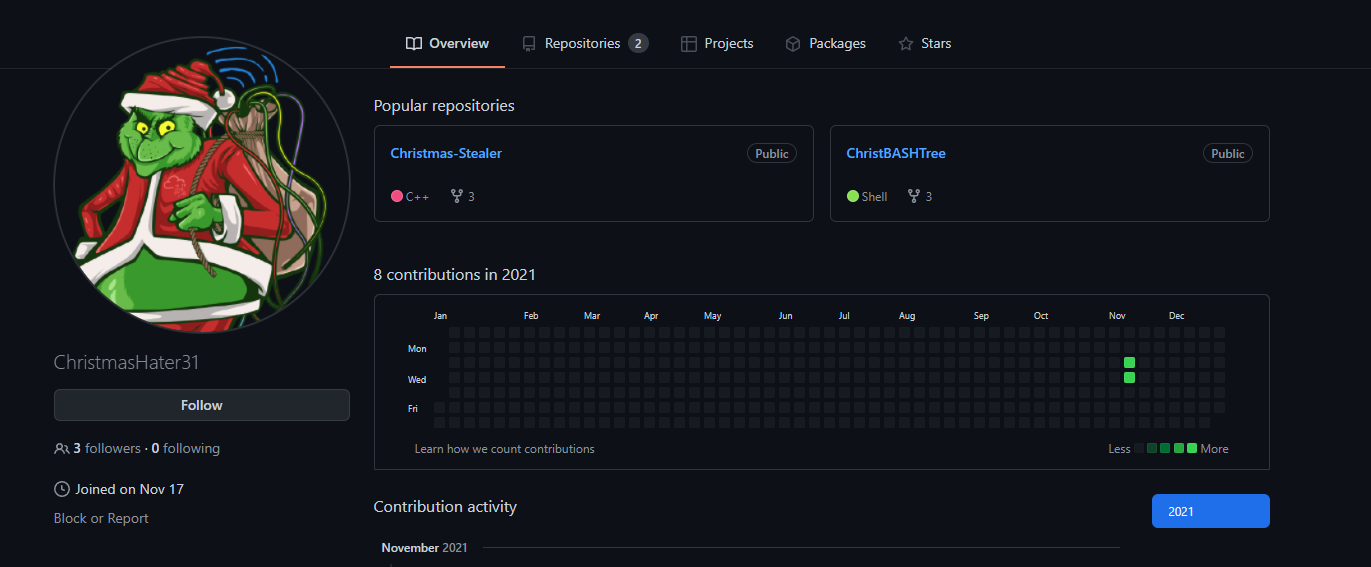 Overview Repositories 2 Projects Packages Stars
Popular repositories
Christmas-Stealer Public
C++ 3
ChristBASHTree Public
Shell 3
8 contributions in 2021
Jan Feb Mar Apr May Jun Jul Aug Sep Oct Nov Dec
Mon
Wed
Fri
Learn how we count contributions Less More
Contribution activity 2021
November 2021
ChristmasHater31
Follow
3 followers · 0 following
Joined on Nov 17
Block or Report